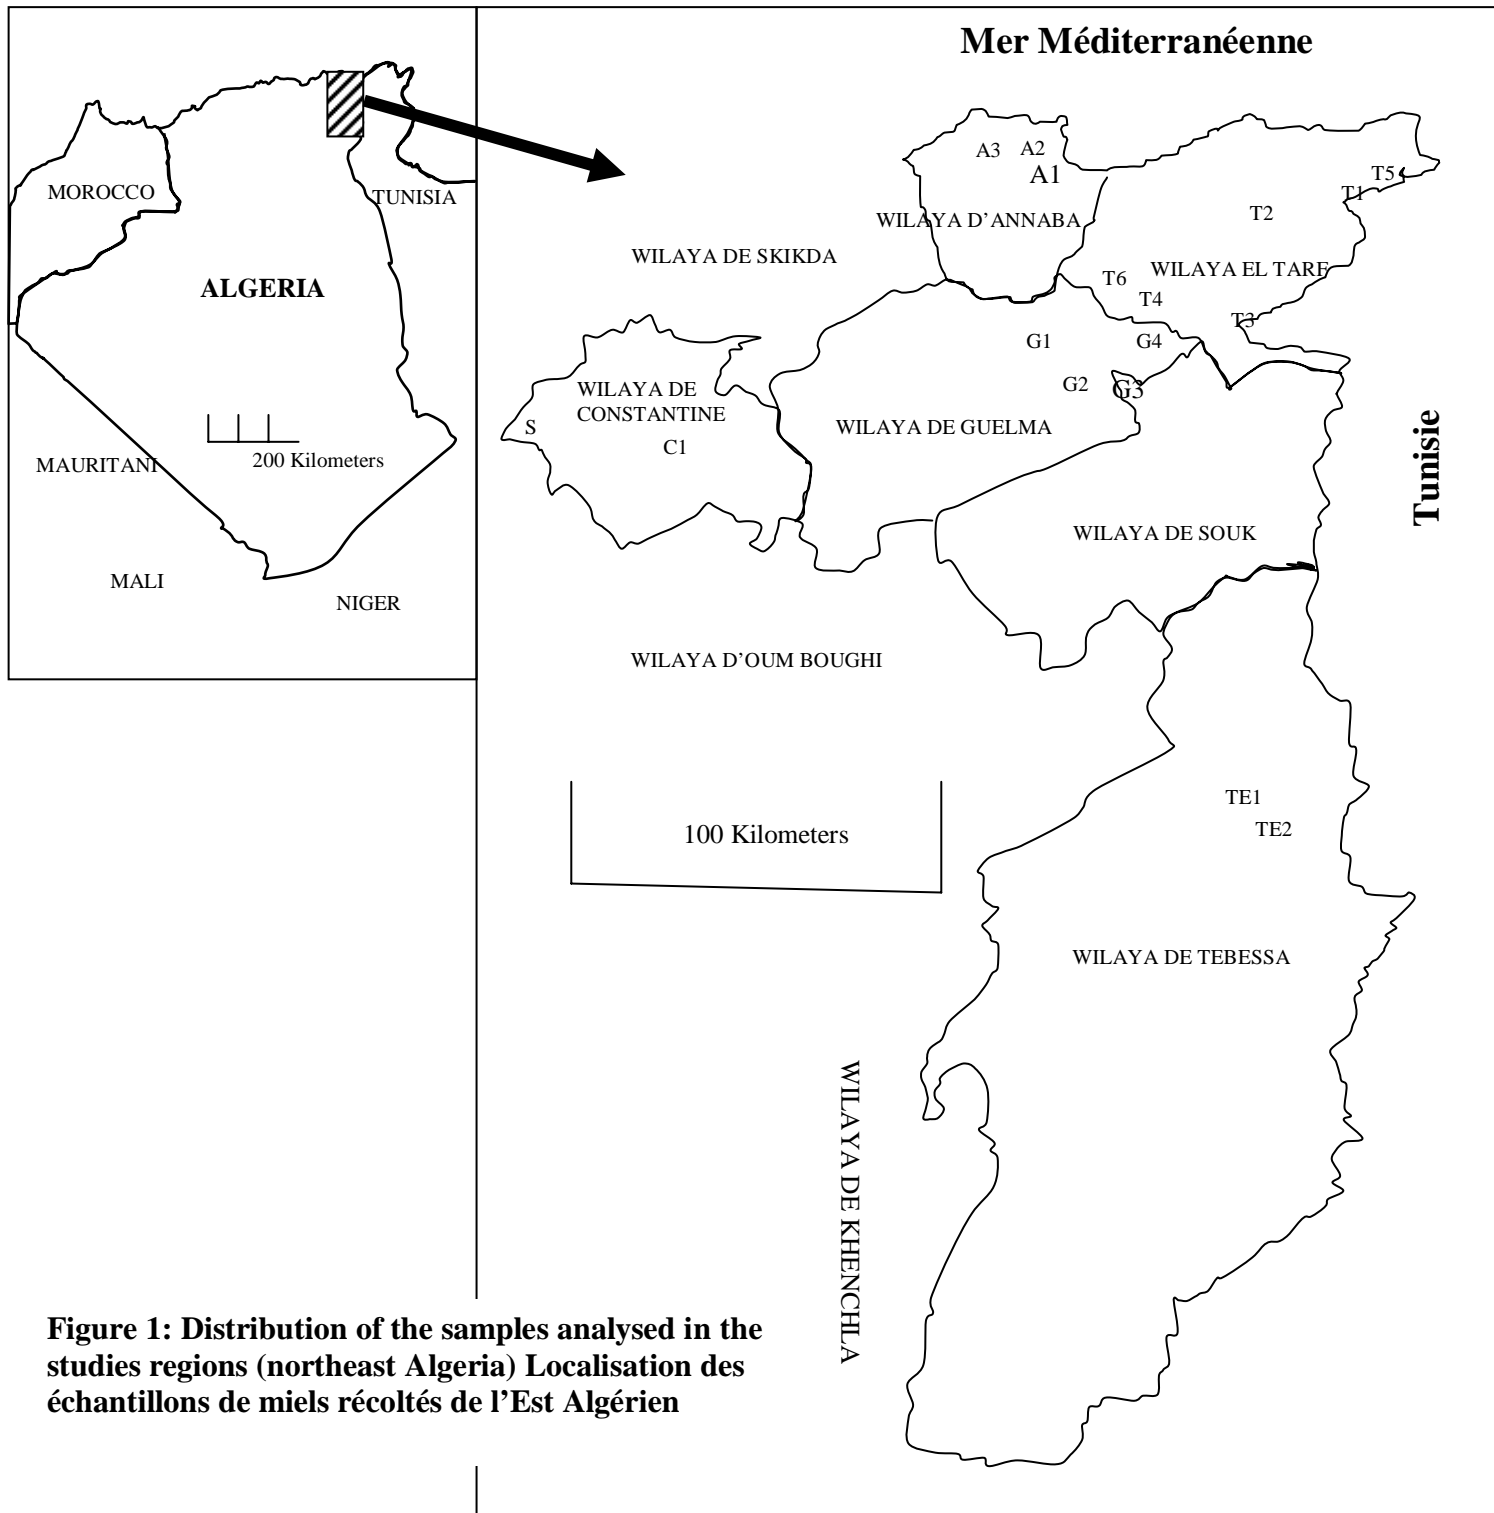 Mer Méditerranéenne
MOROCCO
TUNISIA
ALGERIA
200 Kilometers
MAURITANI
MALI
NIGER
A3
A2
A1
T5
T1
T2
WILAYA D'ANNABA
WILAYA DE SKIKDA
WILAYA EL TARF
T6
T4
T3
G1
G4
G2
G3
WILAYA DE
CONSTANTINE
S
C1
WILAYA DE GUELMA
Tunisie
WILAYA DE SOUK
WILAYA D'OUM BOUGHI
100 Kilometers
TE1
TE2
WILAYA DE TEBESSA
WILAYA DE KHENCHLA
Figure 1: Distribution of the samples analysed in the
studies regions (northeast Algeria) Localisation des
échantillons de miels récoltés de l'Est Algérien